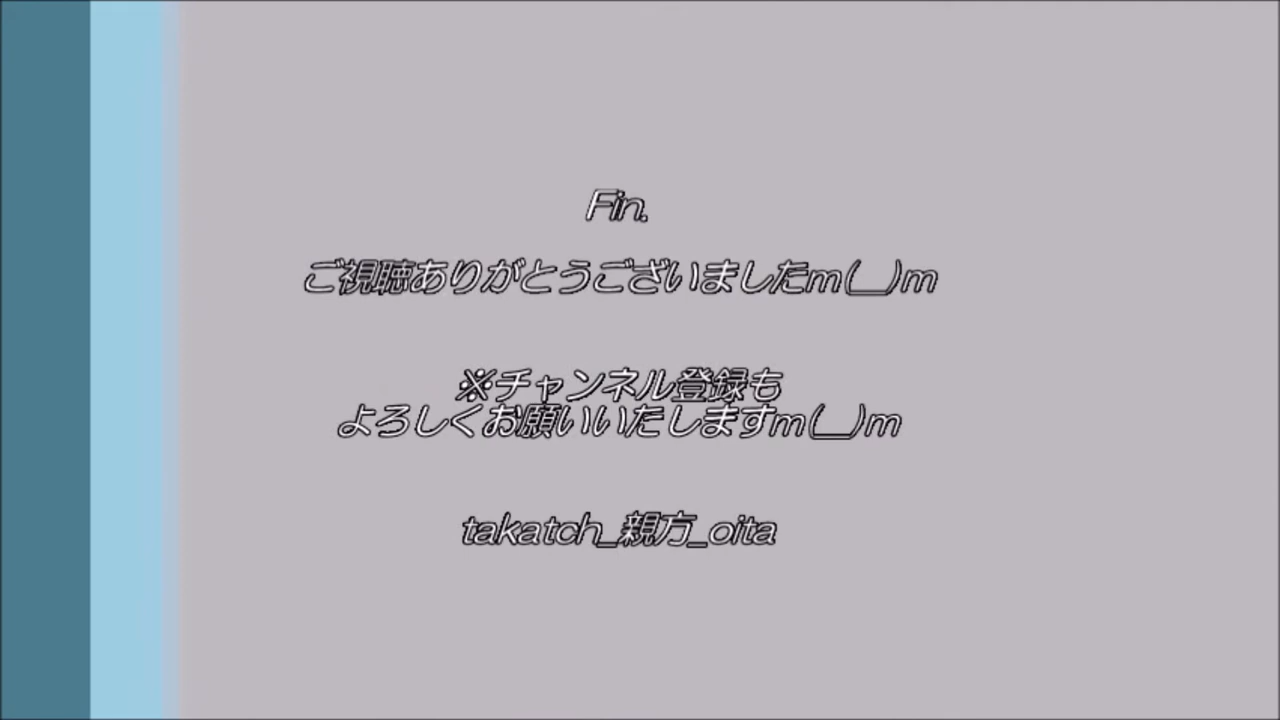 Fin.
ご視聴ありがとうございましたm(__)m
※チャンネル登録も
よろしくお願いいたしますm(__)m
takatch_親方_oita